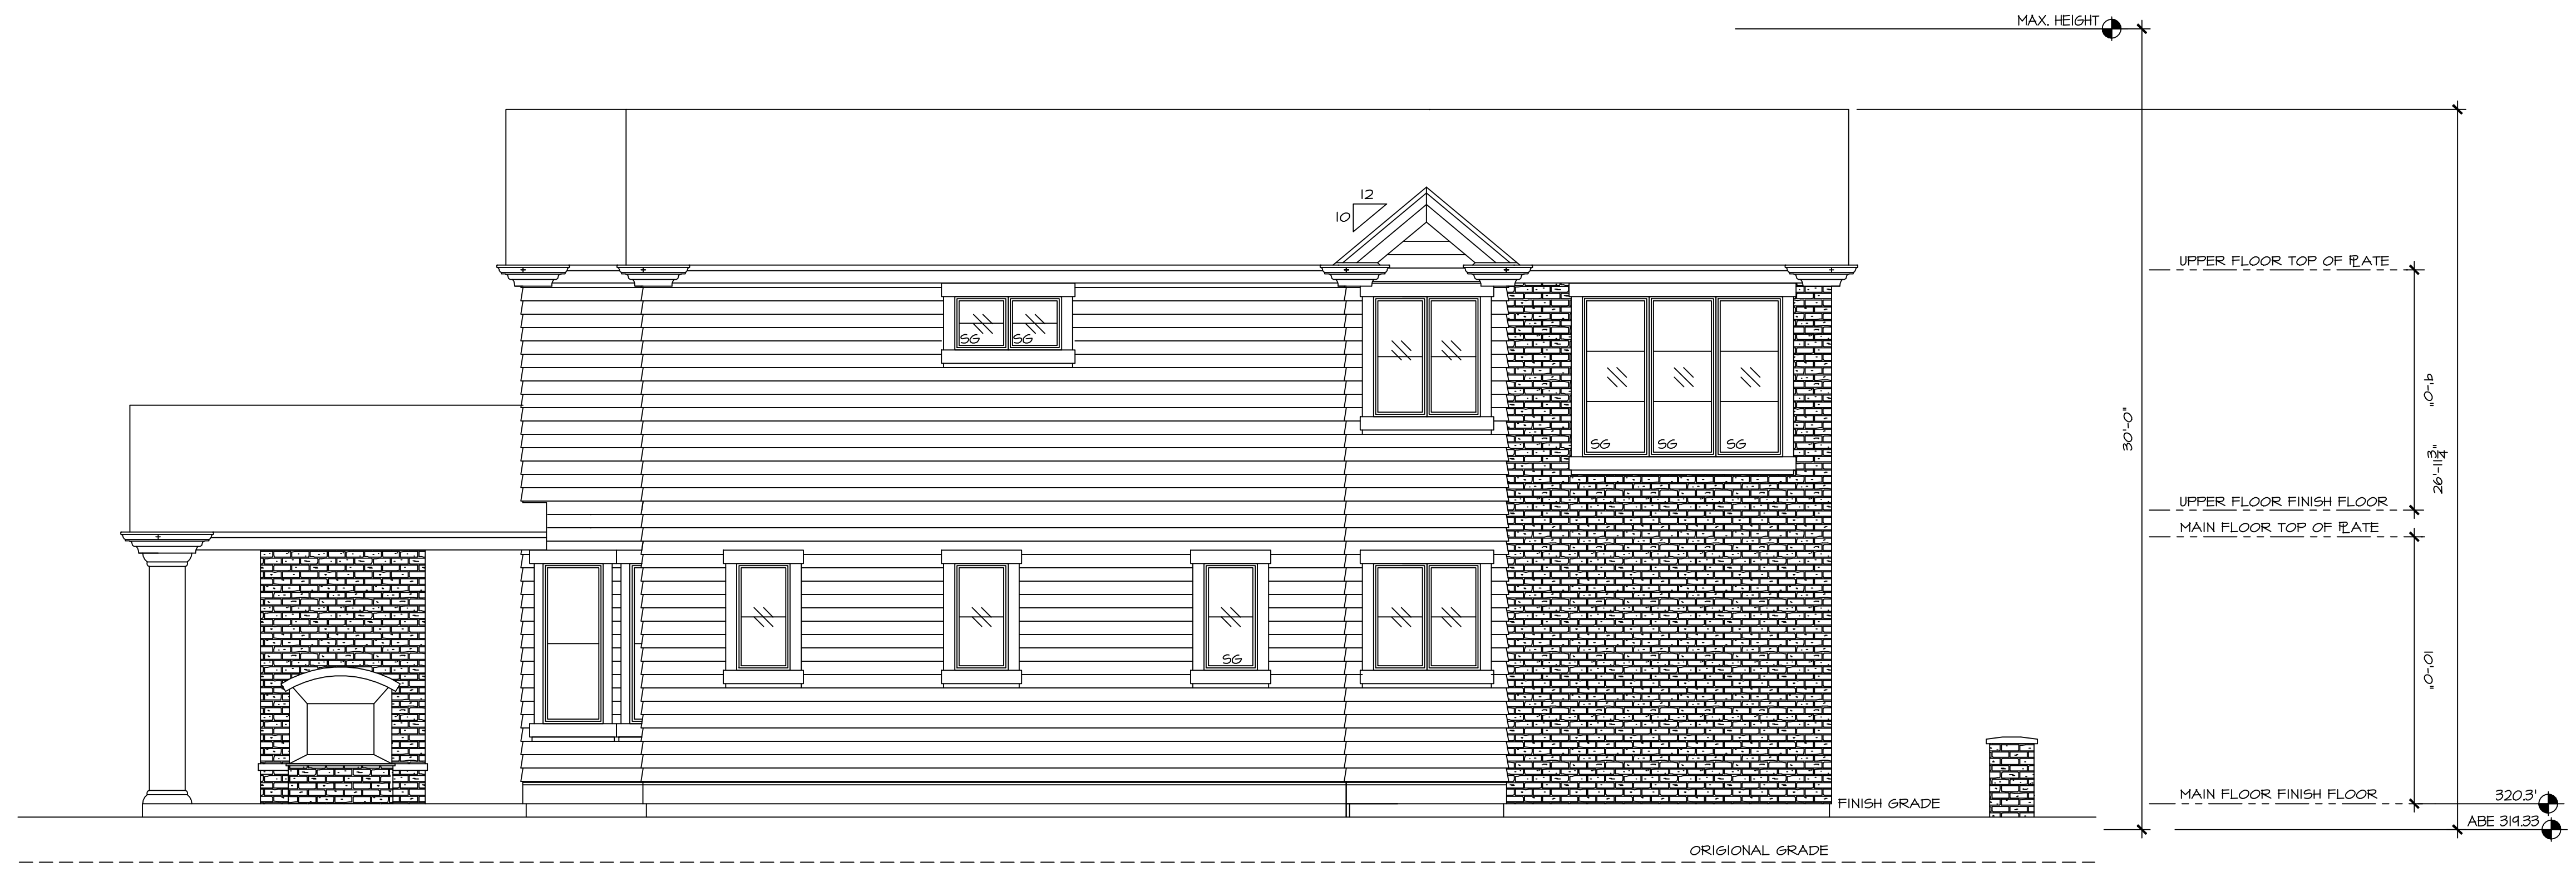 MAX. HEIGHT
12
10
UPPER FLOOR TOP OF PLATE
SG SG
9'-0"
30'-0"
SG SG SG
26'-11 3/4"
UPPER FLOOR FINISH FLOOR
MAIN FLOOR TOP OF PLATE
SG
10'-0"
MAIN FLOOR FINISH FLOOR
320.3'
FINISH GRADE
ABE 319.33
ORIGIONAL GRADE